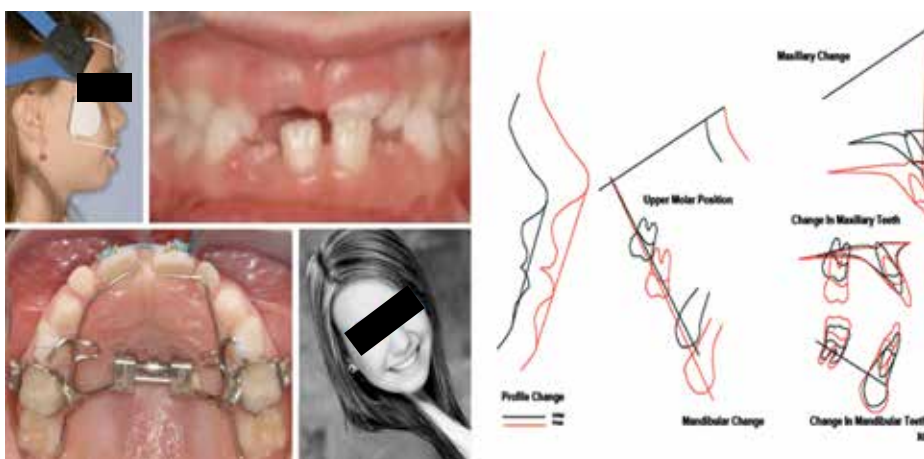 Maxillary Change
Upper Molar Position
Change In Maxillary Teeth
Profile Change
Mandibular Change
Change In Mandibular Teeth